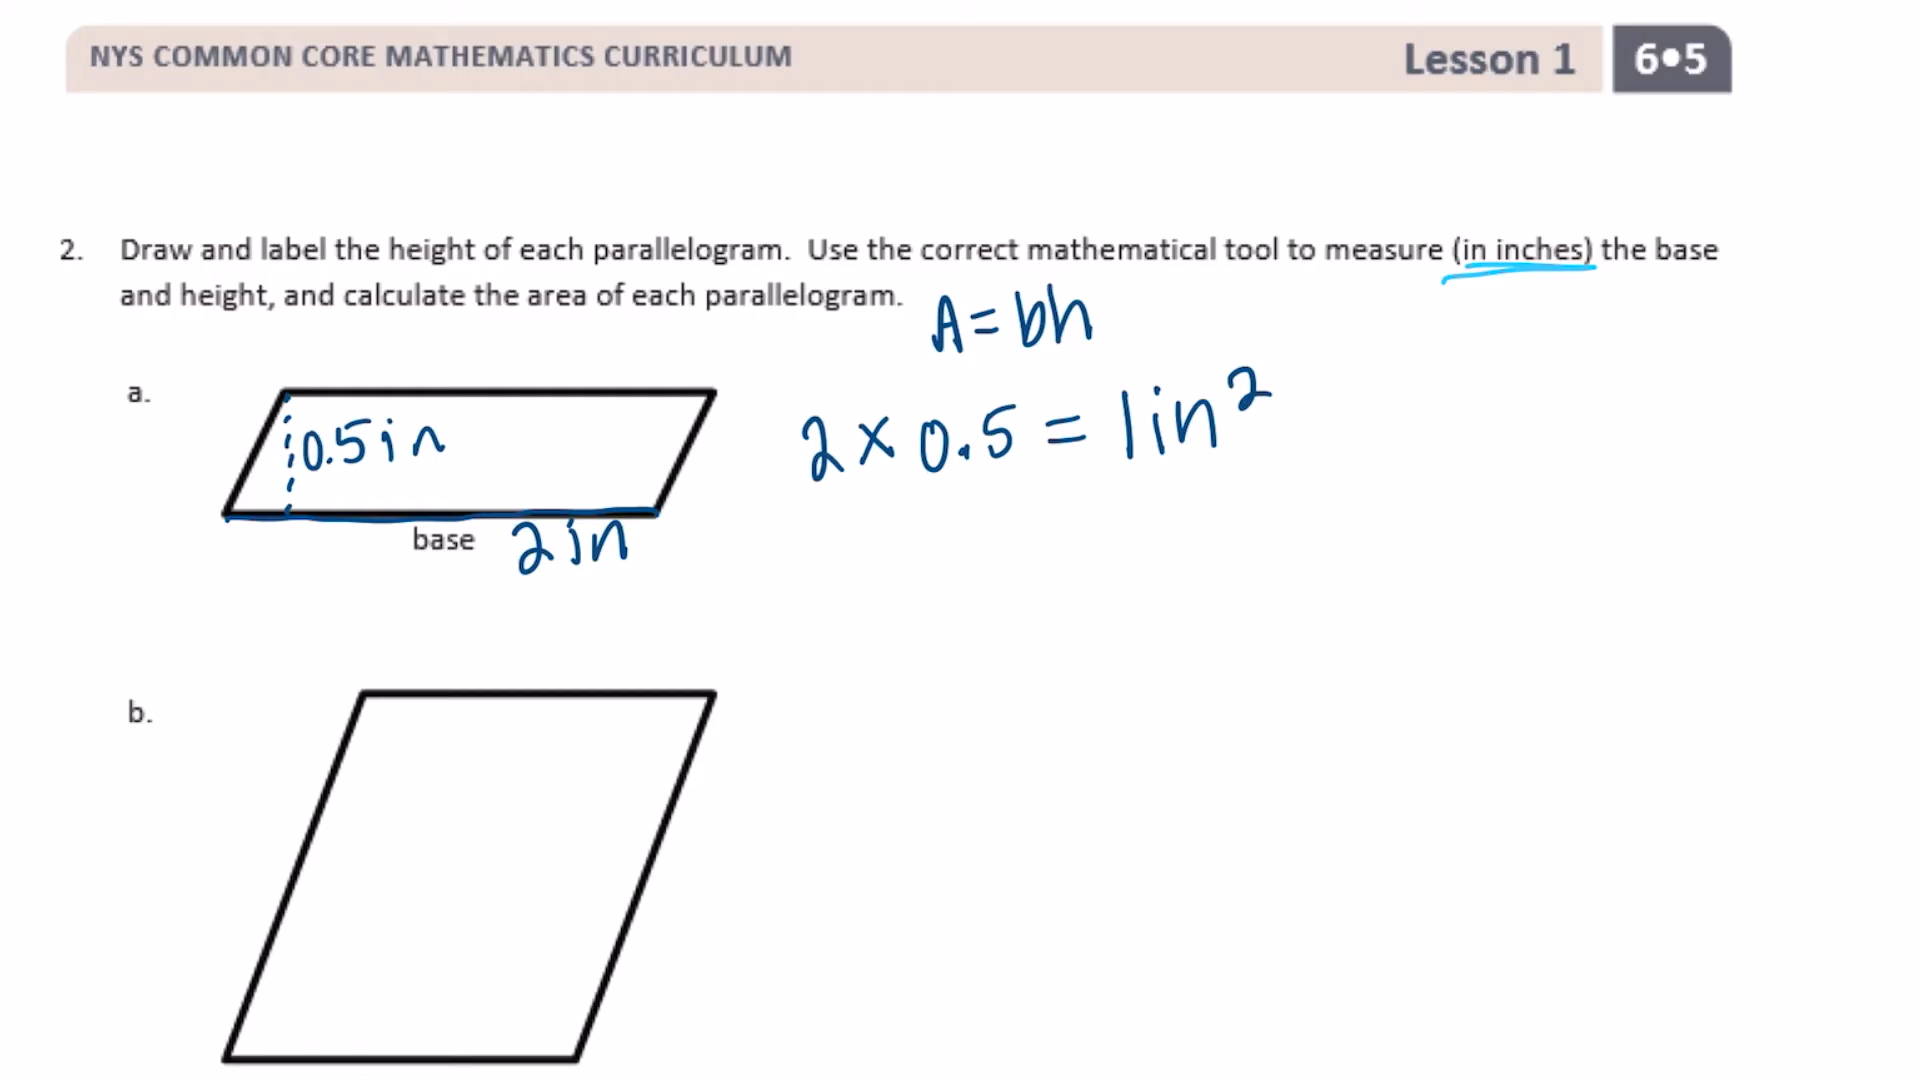 NYS COMMON CORE MATHEMATICS CURRICULUM Lesson 1 6•5
2. Draw and label the height of each parallelogram. Use the correct mathematical tool to measure (in inches) the base
and height, and calculate the area of each parallelogram.
A=bh
a.
0.5in
2 × 0.5 = 1in²
base 2in
b.